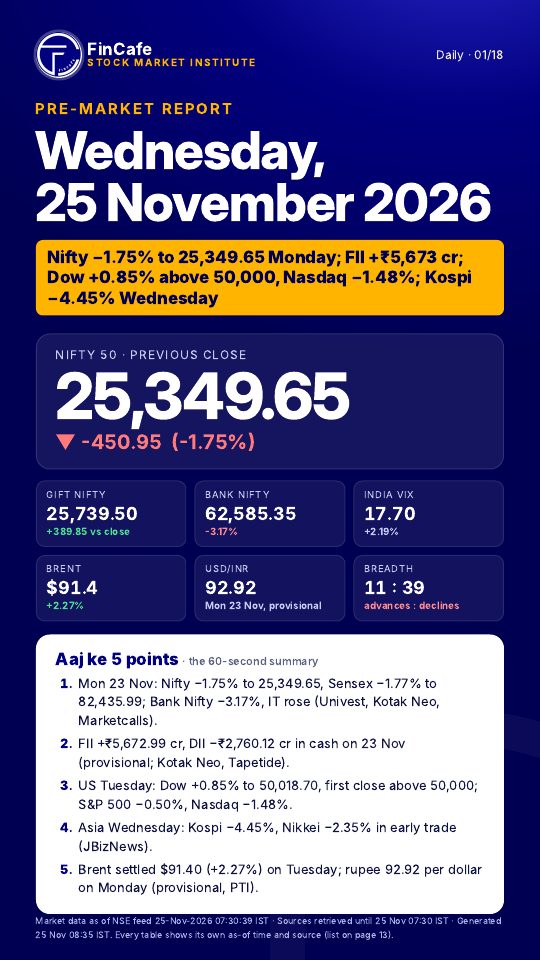 FinCafe
STOCK MARKET INSTITUTE
Daily · 01/18
PRE-MARKET REPORT
Wednesday,
25 November 2026
Nifty −1.75% to 25,349.65 Monday; FII +₹5,673 cr;
Dow +0.85% above 50,000, Nasdaq −1.48%; Kospi
−4.45% Wednesday
NIFTY 50 · PREVIOUS CLOSE
25,349.65
▼ -450.95 (-1.75%)
GIFT NIFTY
25,739.50
+389.85 vs close
BANK NIFTY
62,585.35
-3.17%
INDIA VIX
17.70
+2.19%
BRENT
$91.4
+2.27%
USD/INR
92.92
Mon 23 Nov, provisional
BREADTH
11 : 39
advances : declines
Aaj ke 5 points · the 60-second summary
1. Mon 23 Nov: Nifty −1.75% to 25,349.65, Sensex −1.77% to
82,435.99; Bank Nifty −3.17%, IT rose (Univest, Kotak Neo,
Marketcalls).
2. FII +₹5,672.99 cr, DII −₹2,760.12 cr in cash on 23 Nov
(provisional; Kotak Neo, Tapetide).
3. US Tuesday: Dow +0.85% to 50,018.70, first close above 50,000;
S&P 500 −0.50%, Nasdaq −1.48%.
4. Asia Wednesday: Kospi −4.45%, Nikkei −2.35% in early trade
(JBizNews).
5. Brent settled $91.40 (+2.27%) on Tuesday; rupee 92.92 per dollar
on Monday (provisional, PTI).
Market data as of NSE feed 25-Nov-2026 07:30:39 IST · Sources retrieved until 25 Nov 07:30 IST · Generated
25 Nov 08:35 IST. Every table shows its own as-of time and source (list on page 13).